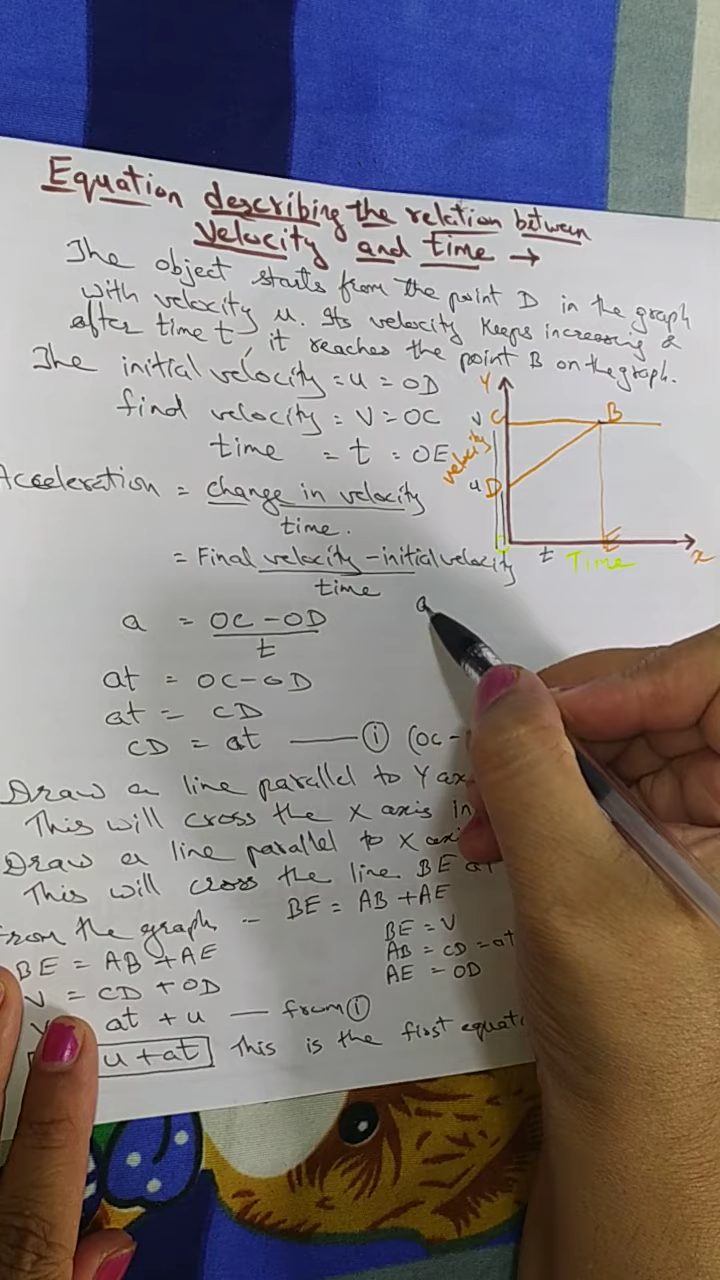 Equation describing the relation between
Velocity and time →
The object starts from the point D in the graph
with velocity u. Its velocity keeps increasing &
after time t, it reaches the point B on the graph.
The initial velocity = u = OD
find velocity = V = OC
time = t = OE
Acceleration = change in velocity
time.
= Final velocity - initial velocity
time
a = OC - OD
t
at = OC - OD
at = CD
CD = at —— (i) (OC -
Draw a line parallel to Y ax
This will cross the X axis in
Draw a line parallel to X axi
This will cross the line BE at
From the graph - BE = AB + AE
BE = AB + AE
V = CD + OD
V at + u — from (i)
u + at This is the first equati
BE = V
AB = CD = at
AE = OD
Y
v C B
velocity
u D
O t Time E x
a